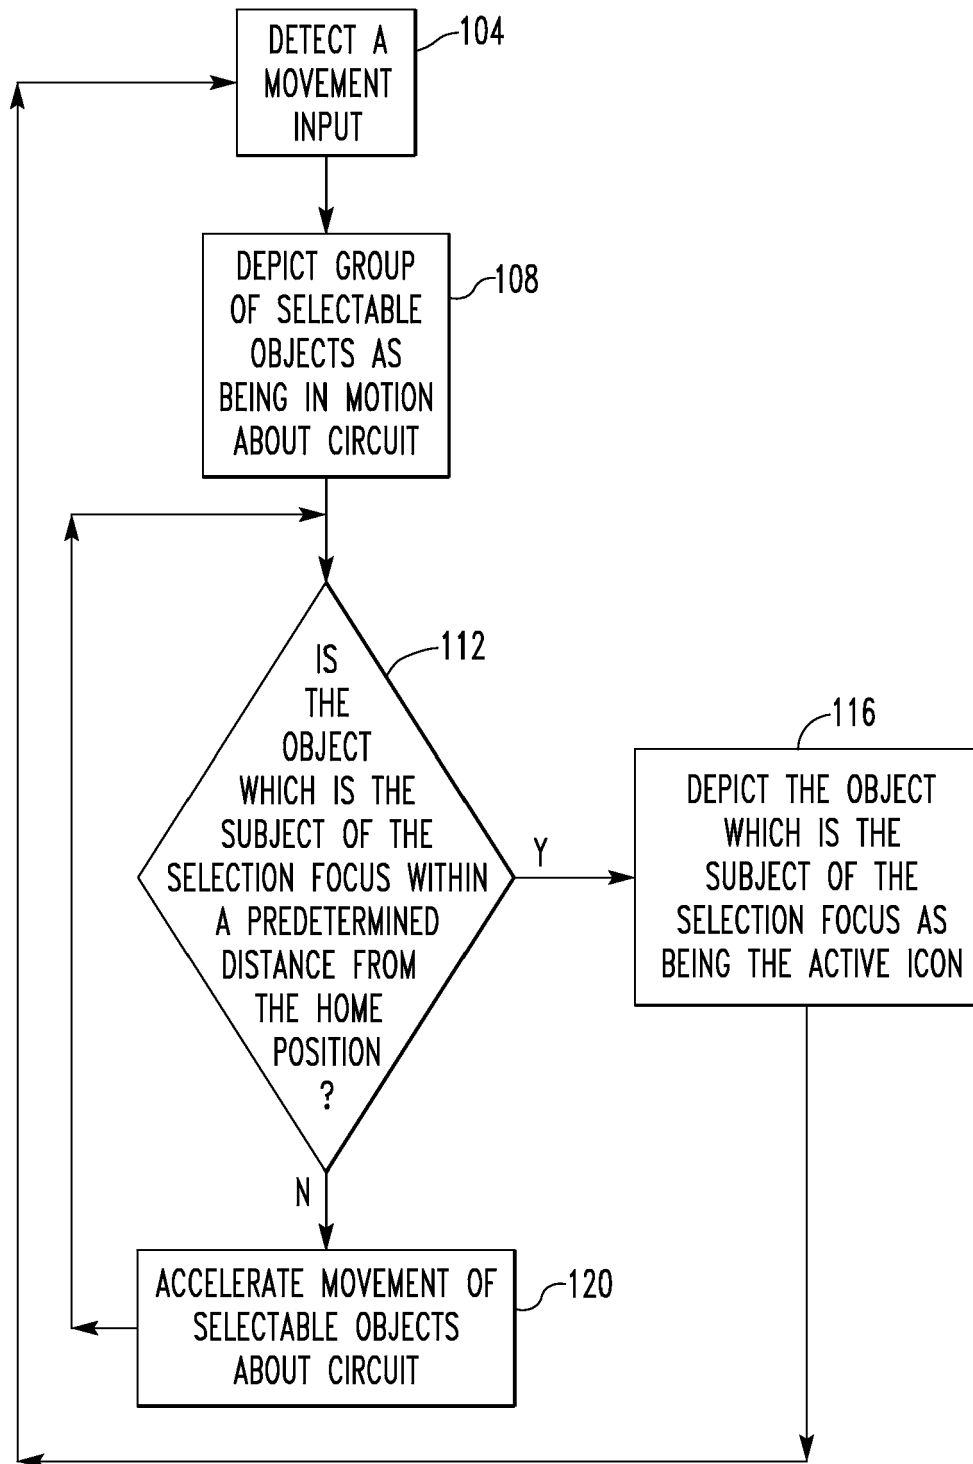 DETECT A
MOVEMENT
INPUT
104
DEPICT GROUP
OF SELECTABLE
OBJECTS AS
BEING IN MOTION
ABOUT CIRCUIT
108
IS
THE
OBJECT
WHICH IS THE
SUBJECT OF THE
SELECTION FOCUS WITHIN
A PREDETERMINED
DISTANCE FROM
THE HOME
POSITION
?
112
Y
116
DEPICT THE OBJECT
WHICH IS THE
SUBJECT OF THE
SELECTION FOCUS AS
BEING THE ACTIVE ICON
N
ACCELERATE MOVEMENT OF
SELECTABLE OBJECTS
ABOUT CIRCUIT
120